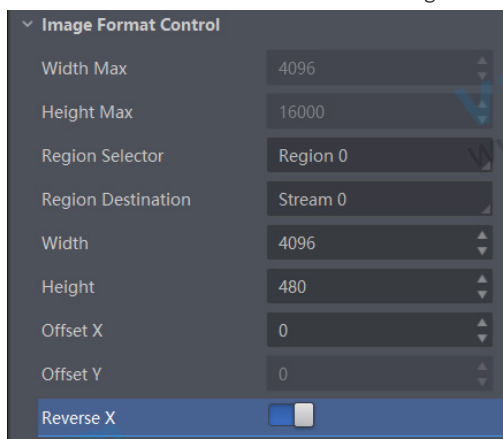 Image Format Control
Width Max 4096
Height Max 16000
Region Selector Region 0
Region Destination Stream 0
Width 4096
Height 480
Offset X 0
Offset Y 0
Reverse X